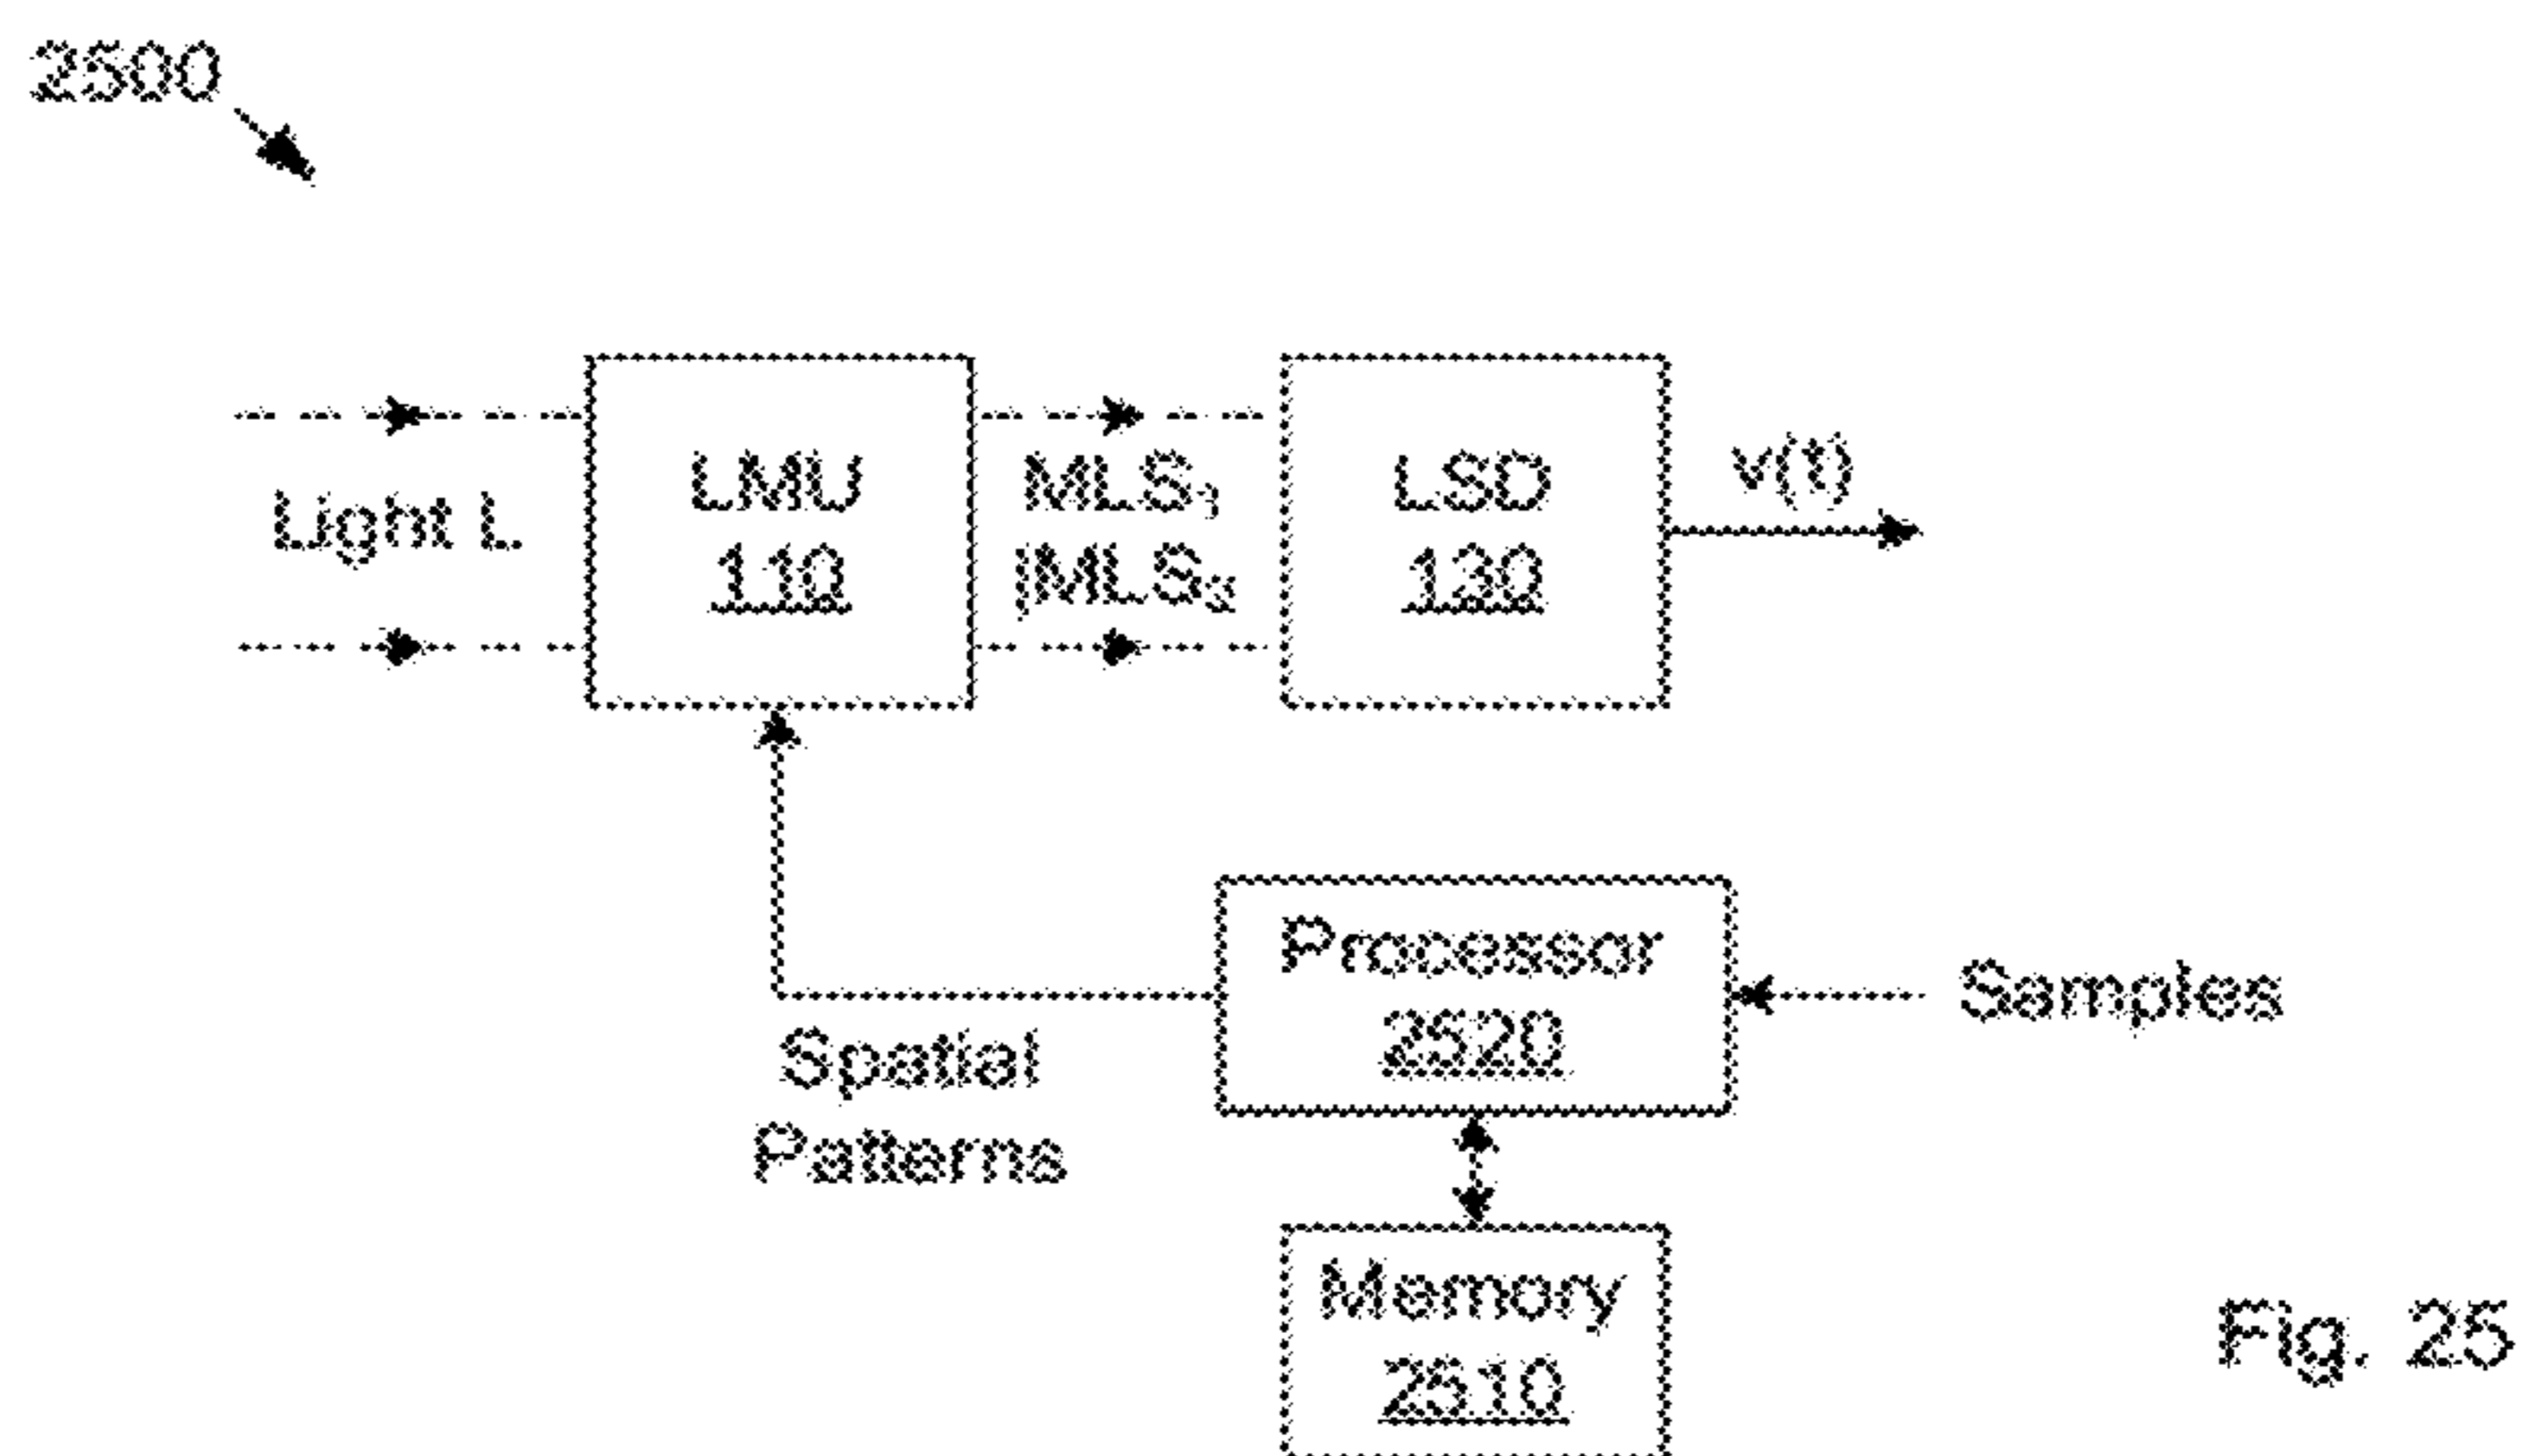 2500
Light L
LMU
110
MLS₁
|MLS₂
LSD
130
v(t)
Processor
2520
Samples
Spatial
Patterns
Memory
2510
Fig. 25